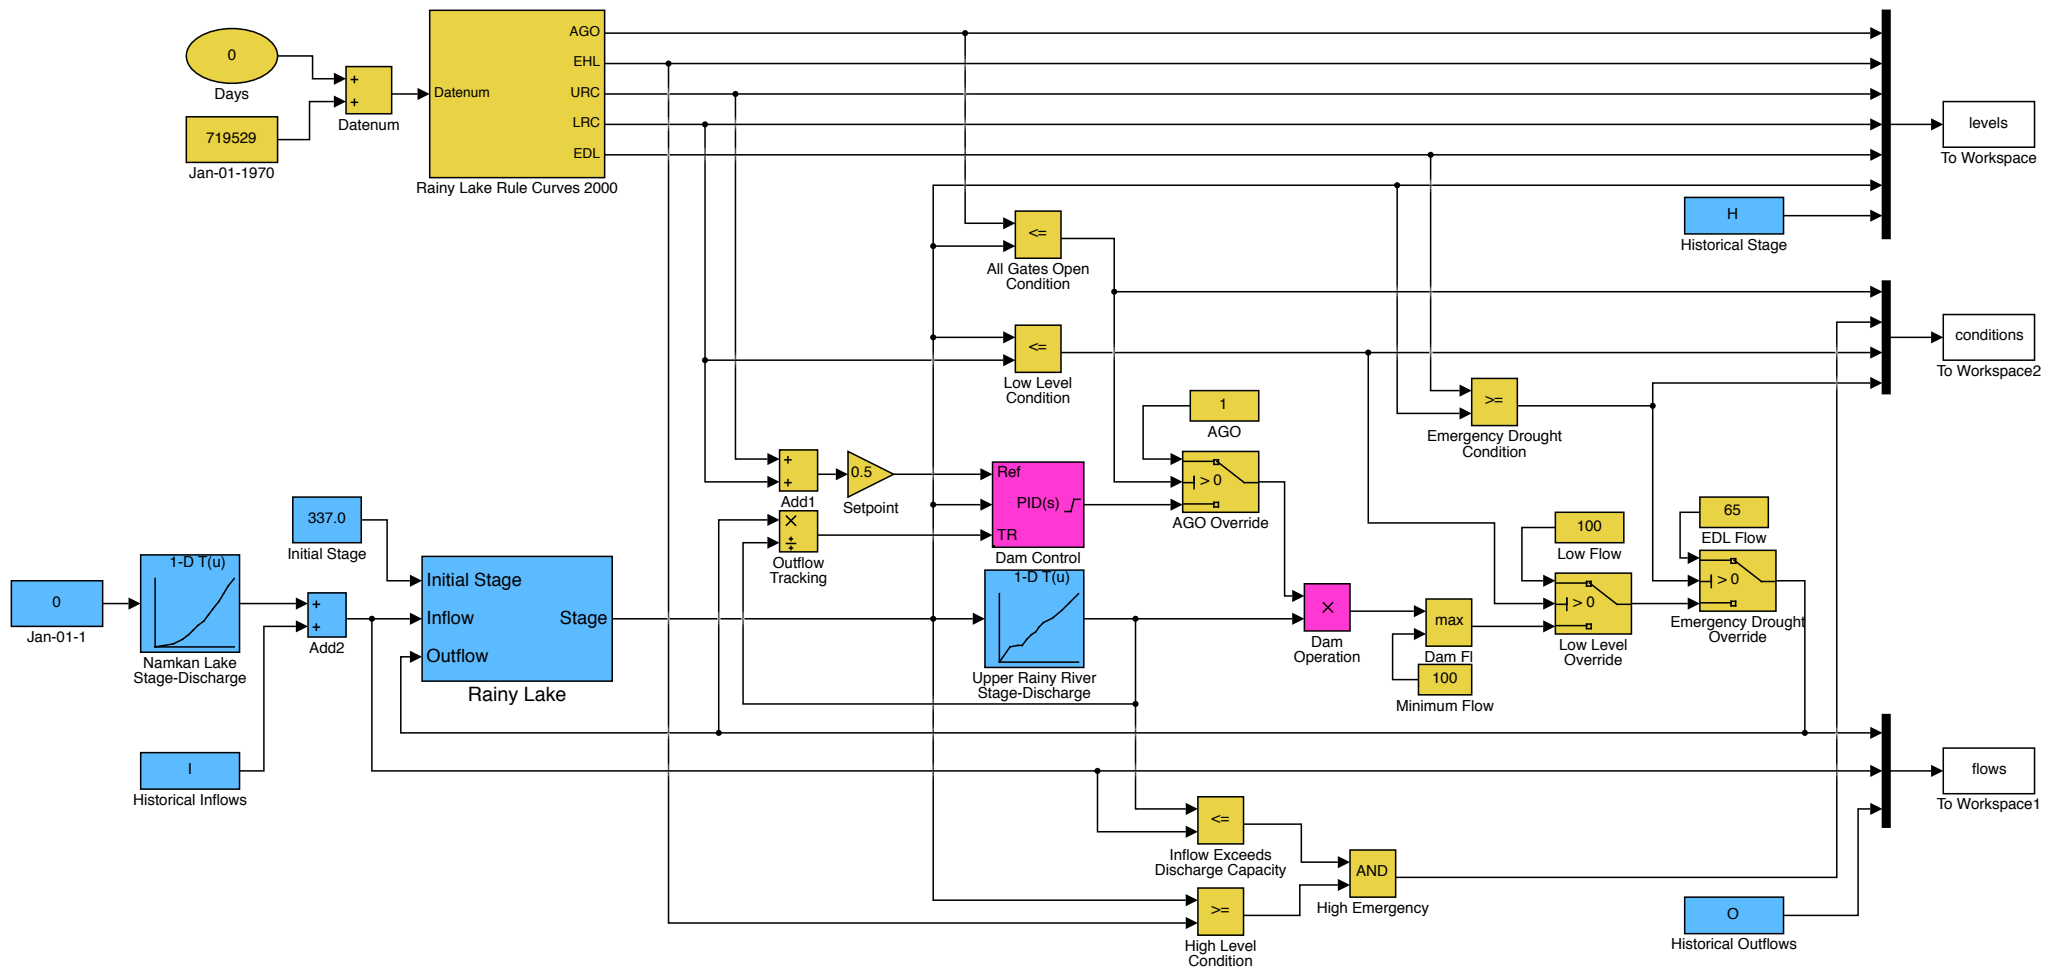 0
Days
719529
Jan-01-1970
+
+
Datenum
Datenum
AGO
EHL
URC
LRC
EDL
Rainy Lake Rule Curves 2000
levels
To Workspace
H
Historical Stage
<=
All Gates Open
Condition
<=
Low Level
Condition
conditions
To Workspace2
>=
Emergency Drought
Condition
1
AGO
> 0
AGO Override
+
+
Add1
0.5
Setpoint
×
÷
Outflow
Tracking
Ref
PID(s)
TR
Dam Control
337.0
Initial Stage
0
Jan-01-1
1-D T(u)
Namkan Lake
Stage-Discharge
+
+
Add2
Initial Stage
Inflow
Outflow
Stage
Rainy Lake
1-D T(u)
Upper Rainy River
Stage-Discharge
×
Dam
Operation
max
Dam Fl
100
Minimum Flow
100
Low Flow
> 0
Low Level
Override
65
EDL Flow
> 0
Emergency Drought
Override
I
Historical Inflows
flows
To Workspace1
<=
Inflow Exceeds
Discharge Capacity
>=
High Level
Condition
AND
High Emergency
O
Historical Outflows